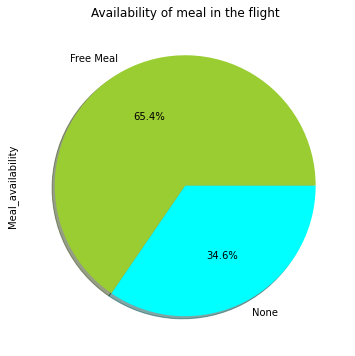 Availability of meal in the flight
Free Meal
65.4%
Meal_availability
34.6%
None